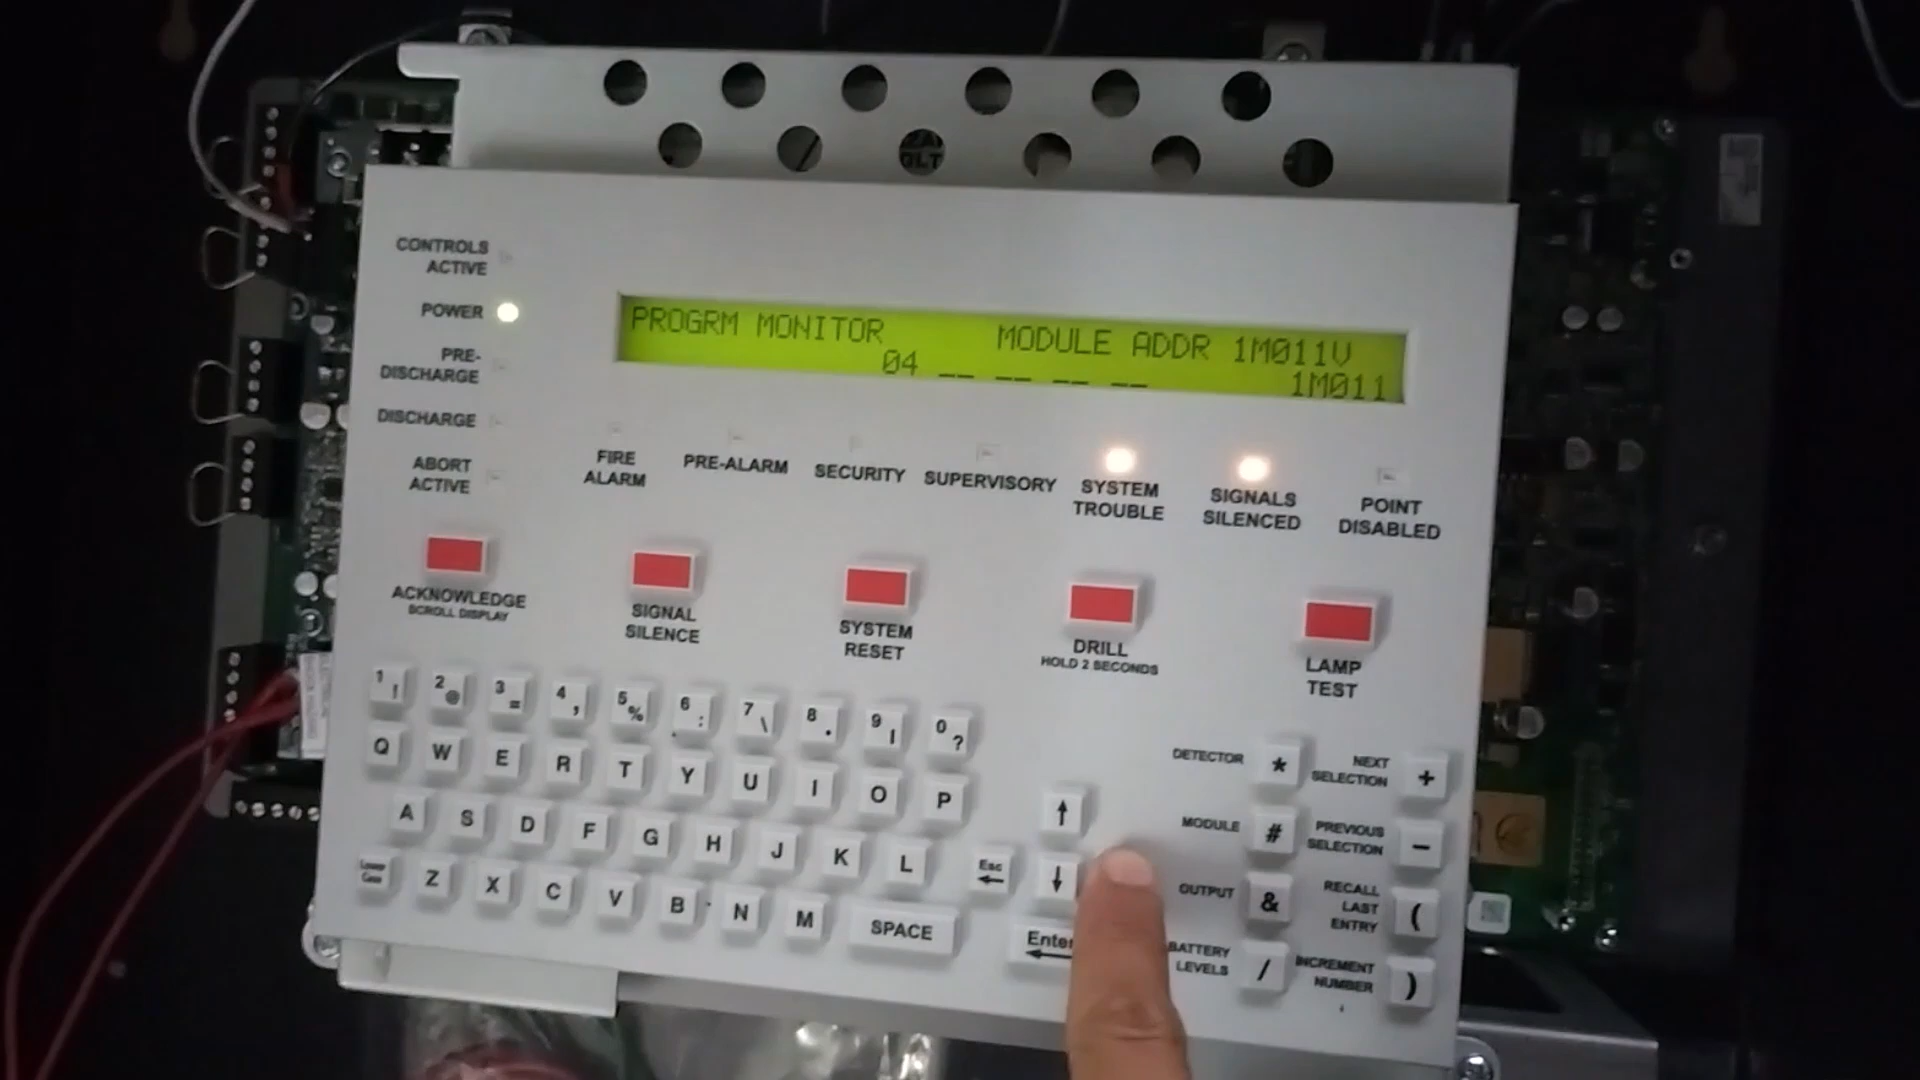 CONTROLS
ACTIVE
POWER
PRE-
DISCHARGE
DISCHARGE
ABORT
ACTIVE
PROGRM MONITOR MODULE ADDR 1M011V
04 __ __ __ __ 1M011
FIRE
ALARM
PRE-ALARM
SECURITY
SUPERVISORY
SYSTEM
TROUBLE
SIGNALS
SILENCED
POINT
DISABLED
ACKNOWLEDGE
SCROLL DISPLAY
SIGNAL
SILENCE
SYSTEM
RESET
DRILL
HOLD 2 SECONDS
LAMP
TEST
1 ! 2 @ 3 = 4 , 5 % 6 : 7 \ 8 . 9 | 0 ?
Q W E R T Y U I O P
A S D F G H J K L
Lower
Case
Z X C V B N M SPACE
Esc
←
↑
↓
Enter
←
DETECTOR *
MODULE #
OUTPUT &
BATTERY
LEVELS /
NEXT
SELECTION +
PREVIOUS
SELECTION -
RECALL
LAST
ENTRY (
INCREMENT
NUMBER )